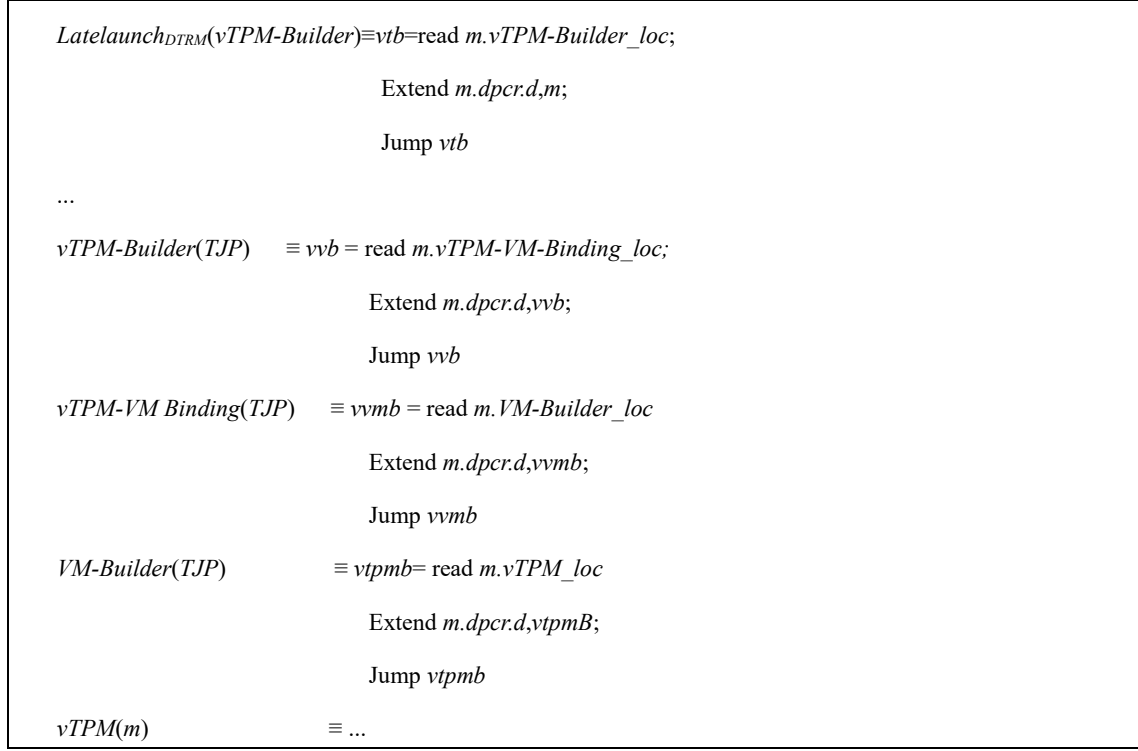 Latelaunch_DTRM(vTPM-Builder)≡vtb=read m.vTPM-Builder_loc;
Extend m.dpcr.d,m;
Jump vtb
...
vTPM-Builder(TJP) ≡ vvb = read m.vTPM-VM-Binding_loc;
Extend m.dpcr.d,vvb;
Jump vvb
vTPM-VM Binding(TJP) ≡ vvmb = read m.VM-Builder_loc
Extend m.dpcr.d,vvmb;
Jump vvmb
VM-Builder(TJP) ≡ vtpmb= read m.vTPM_loc
Extend m.dpcr.d,vtpmB;
Jump vtpmb
vTPM(m) ≡ ...